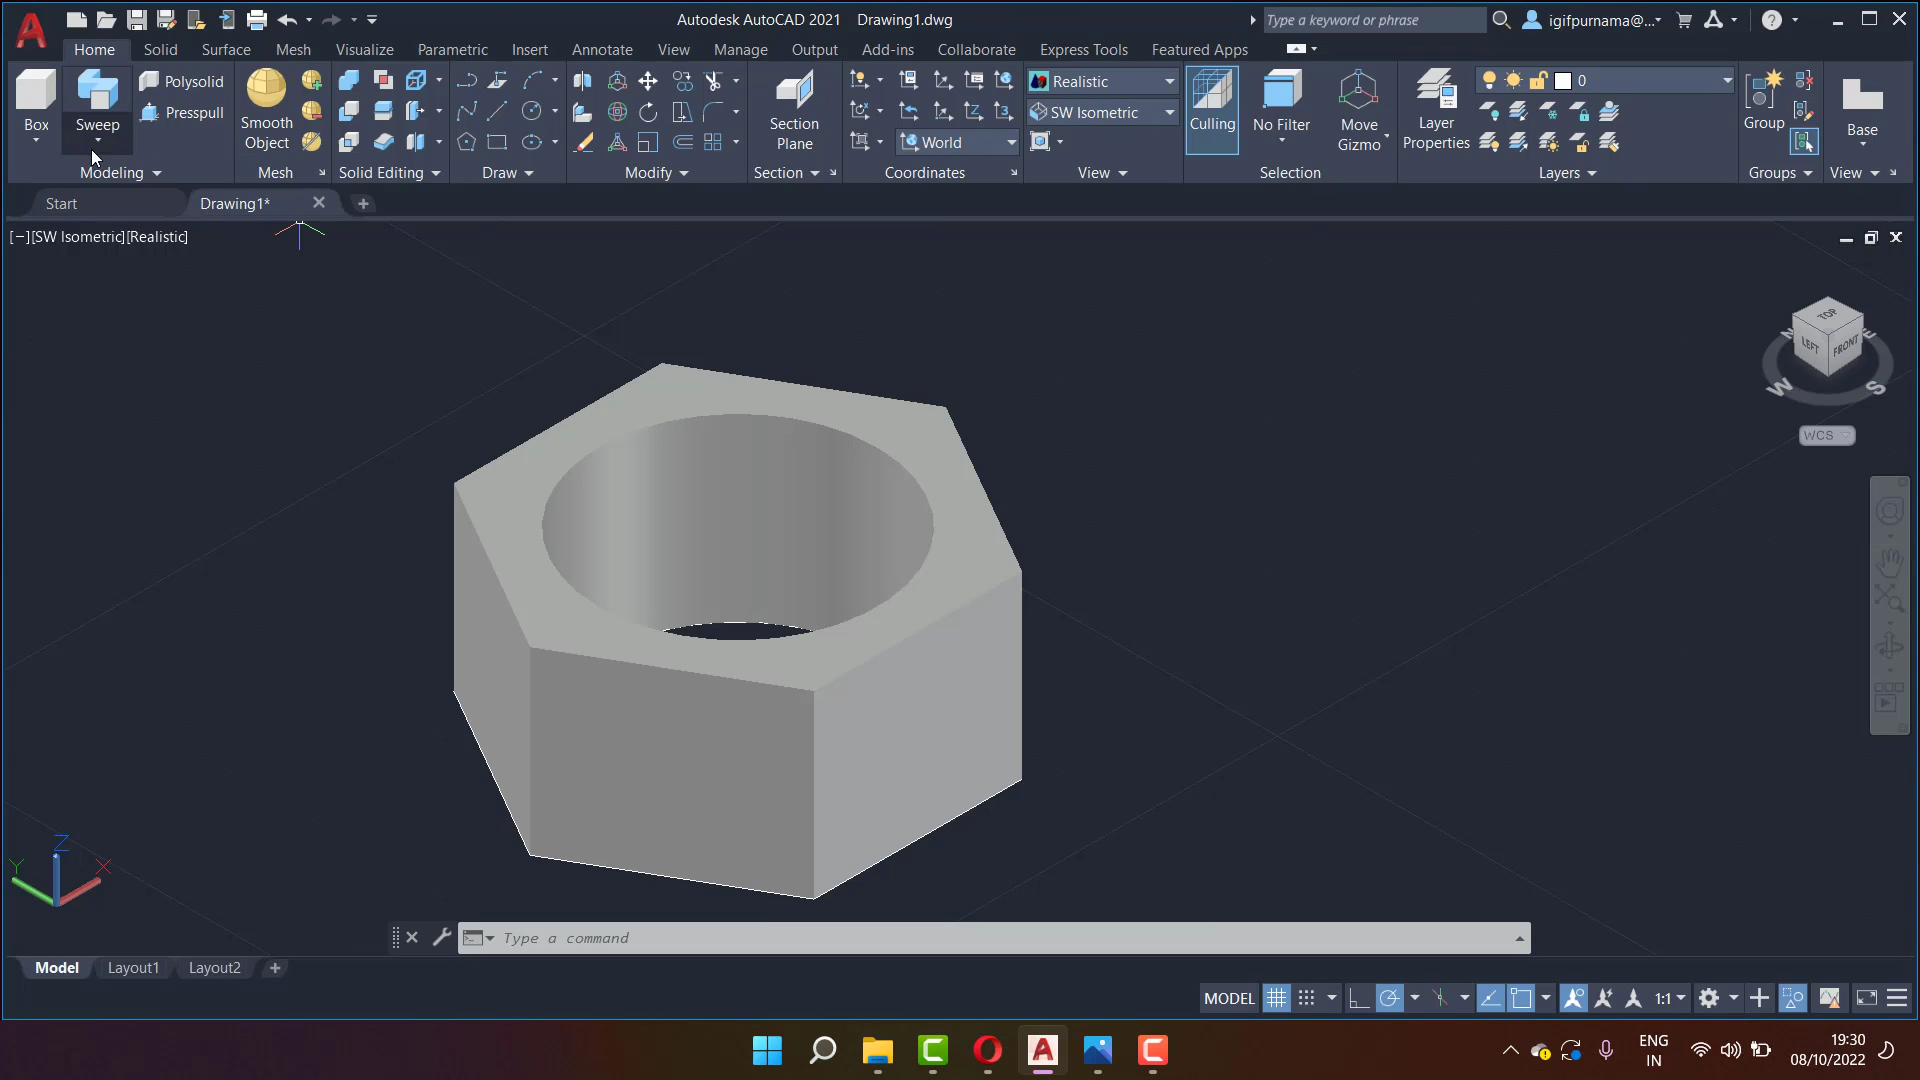 Autodesk AutoCAD 2021 Drawing1.dwg
Type a keyword or phrase
igifpurnama@...
Home Solid Surface Mesh Visualize Parametric Insert Annotate View Manage Output Add-ins Collaborate Express Tools Featured Apps
Box
Sweep
Polysolid
Presspull
Smooth
Object
Section
Plane
World
Realistic
SW Isometric
Culling
No Filter
Move
Gizmo
Layer
Properties
0
Group
Base
Modeling Mesh Solid Editing Draw Modify Section Coordinates View Selection Layers Groups View
Start Drawing1*
[−][SW Isometric][Realistic]
TOP
LEFT FRONT
N E
W S
WCS
Z
Y X
Type a command
Model Layout1 Layout2
MODEL 1:1
ENG
IN
19:30
08/10/2022